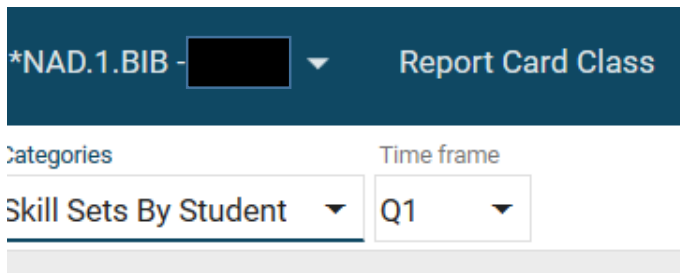 *NAD.1.BIB - Report Card Class
Categories Time frame
Skill Sets By Student Q1